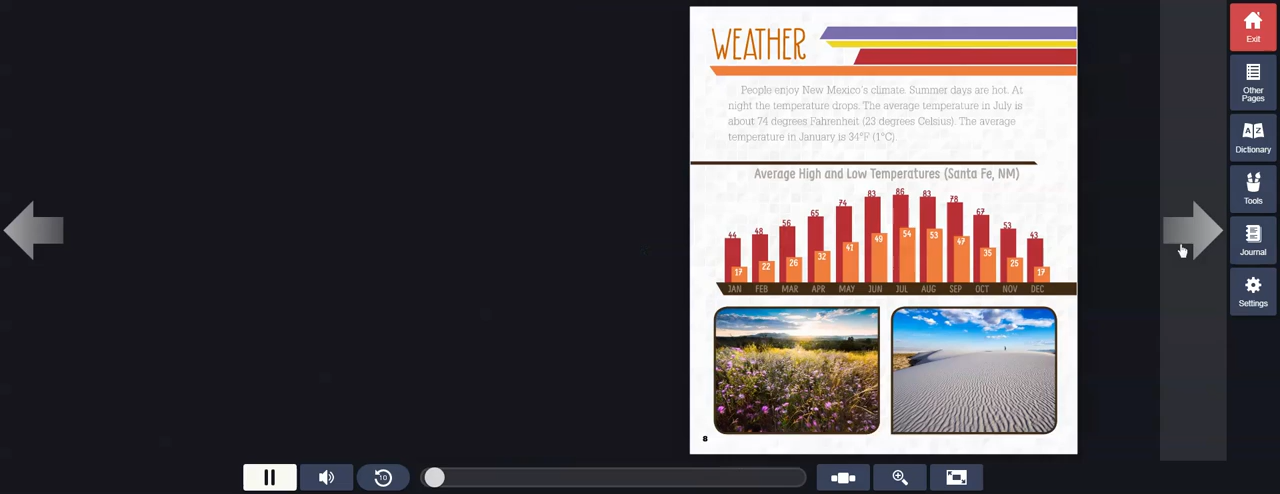 WEATHER
People enjoy New Mexico's climate. Summer days are hot. At
night the temperature drops. The average temperature in July is
about 74 degrees Fahrenheit (23 degrees Celsius). The average
temperature in January is 34°F (1°C).
Average High and Low Temperatures (Santa Fe, NM)
44 48 56 65 74 83 86 83 78 67 53 43
17 22 26 32 41 49 54 53 47 35 25 17
JAN FEB MAR APR MAY JUN JUL AUG SEP OCT NOV DEC
8
10
Exit
Other
Pages
A Z
Dictionary
Tools
Journal
Settings